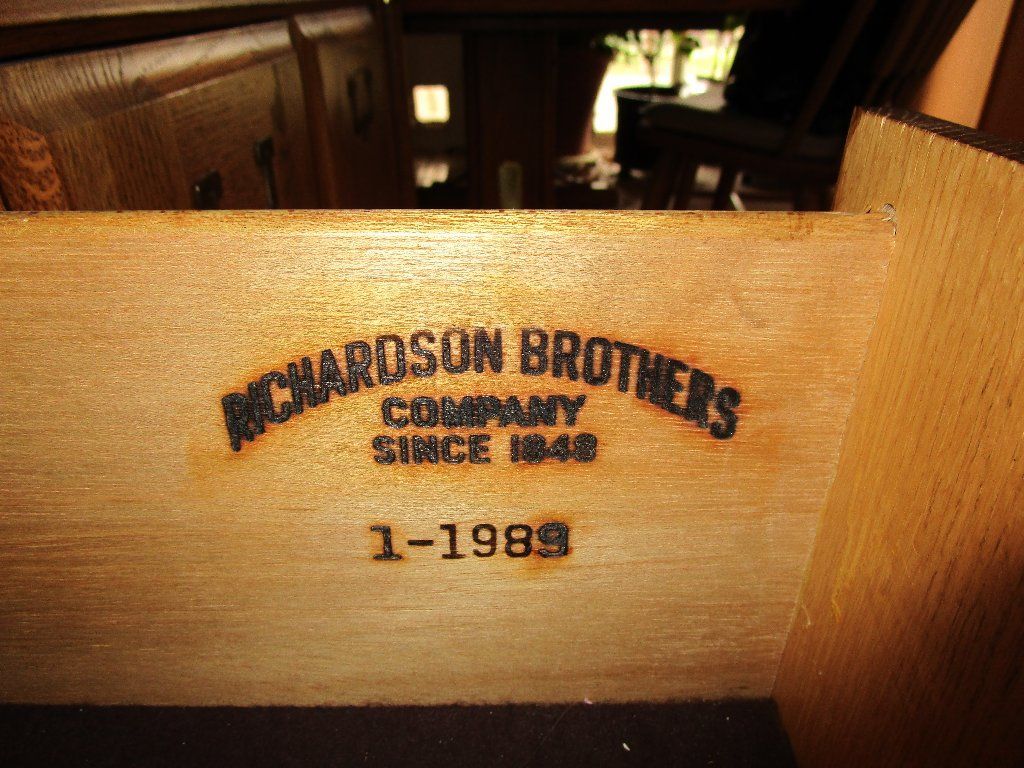 RICHARDSON BROTHERS
COMPANY
SINCE 1848
1-1989